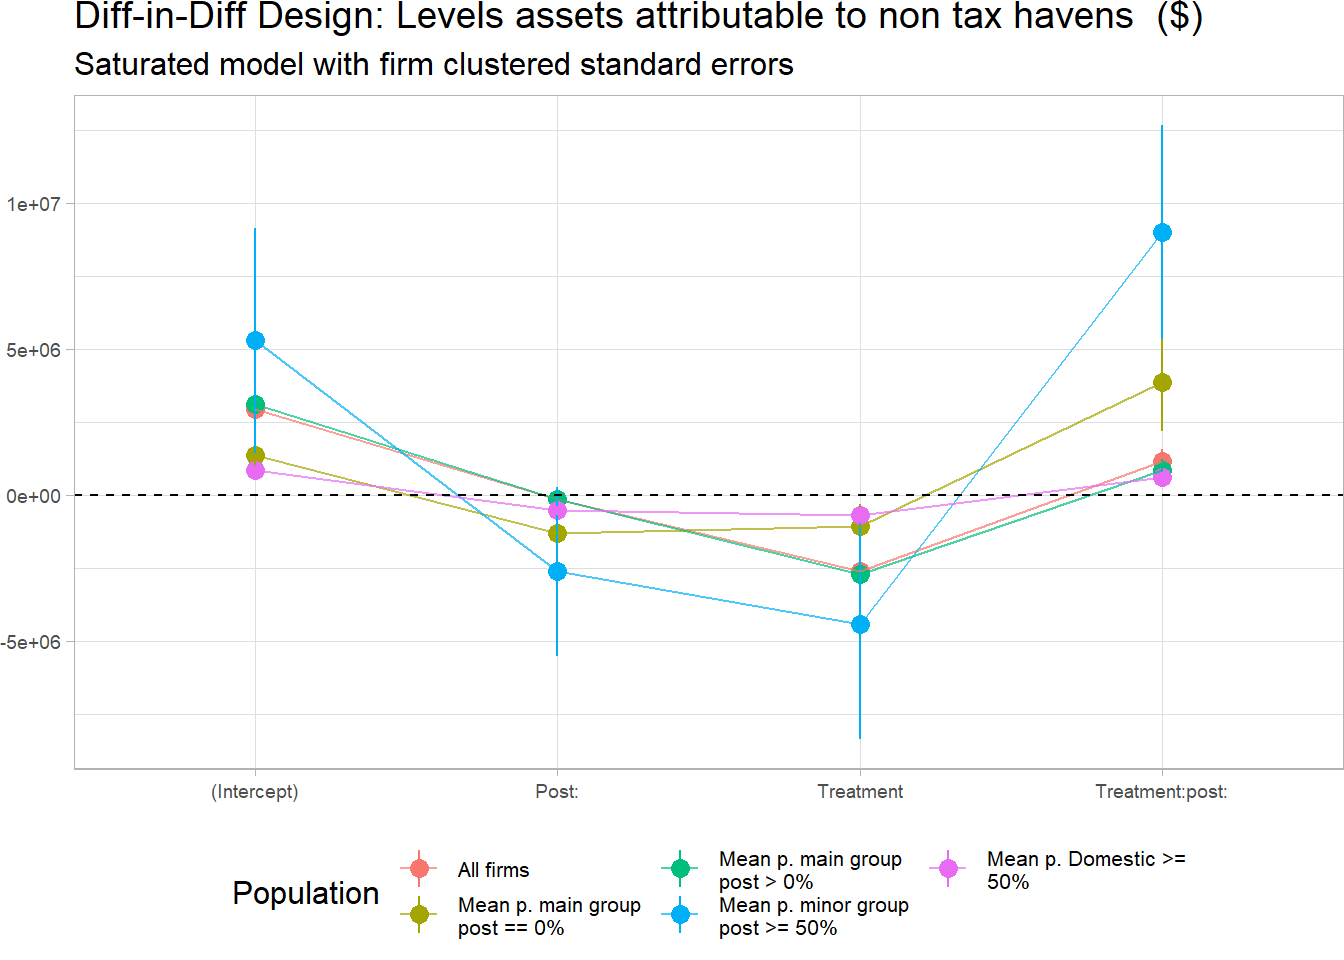 Diff-in-Diff Design: Levels assets attributable to non tax havens  ($)
Saturated model with firm clustered standard errors
1e+07
5e+06
0e+00
-5e+06
(Intercept)
Post:
Treatment
Treatment:post:
Population
All firms
Mean p. main group
post == 0%
Mean p. main group
post > 0%
Mean p. minor group
post >= 50%
Mean p. Domestic >=
50%